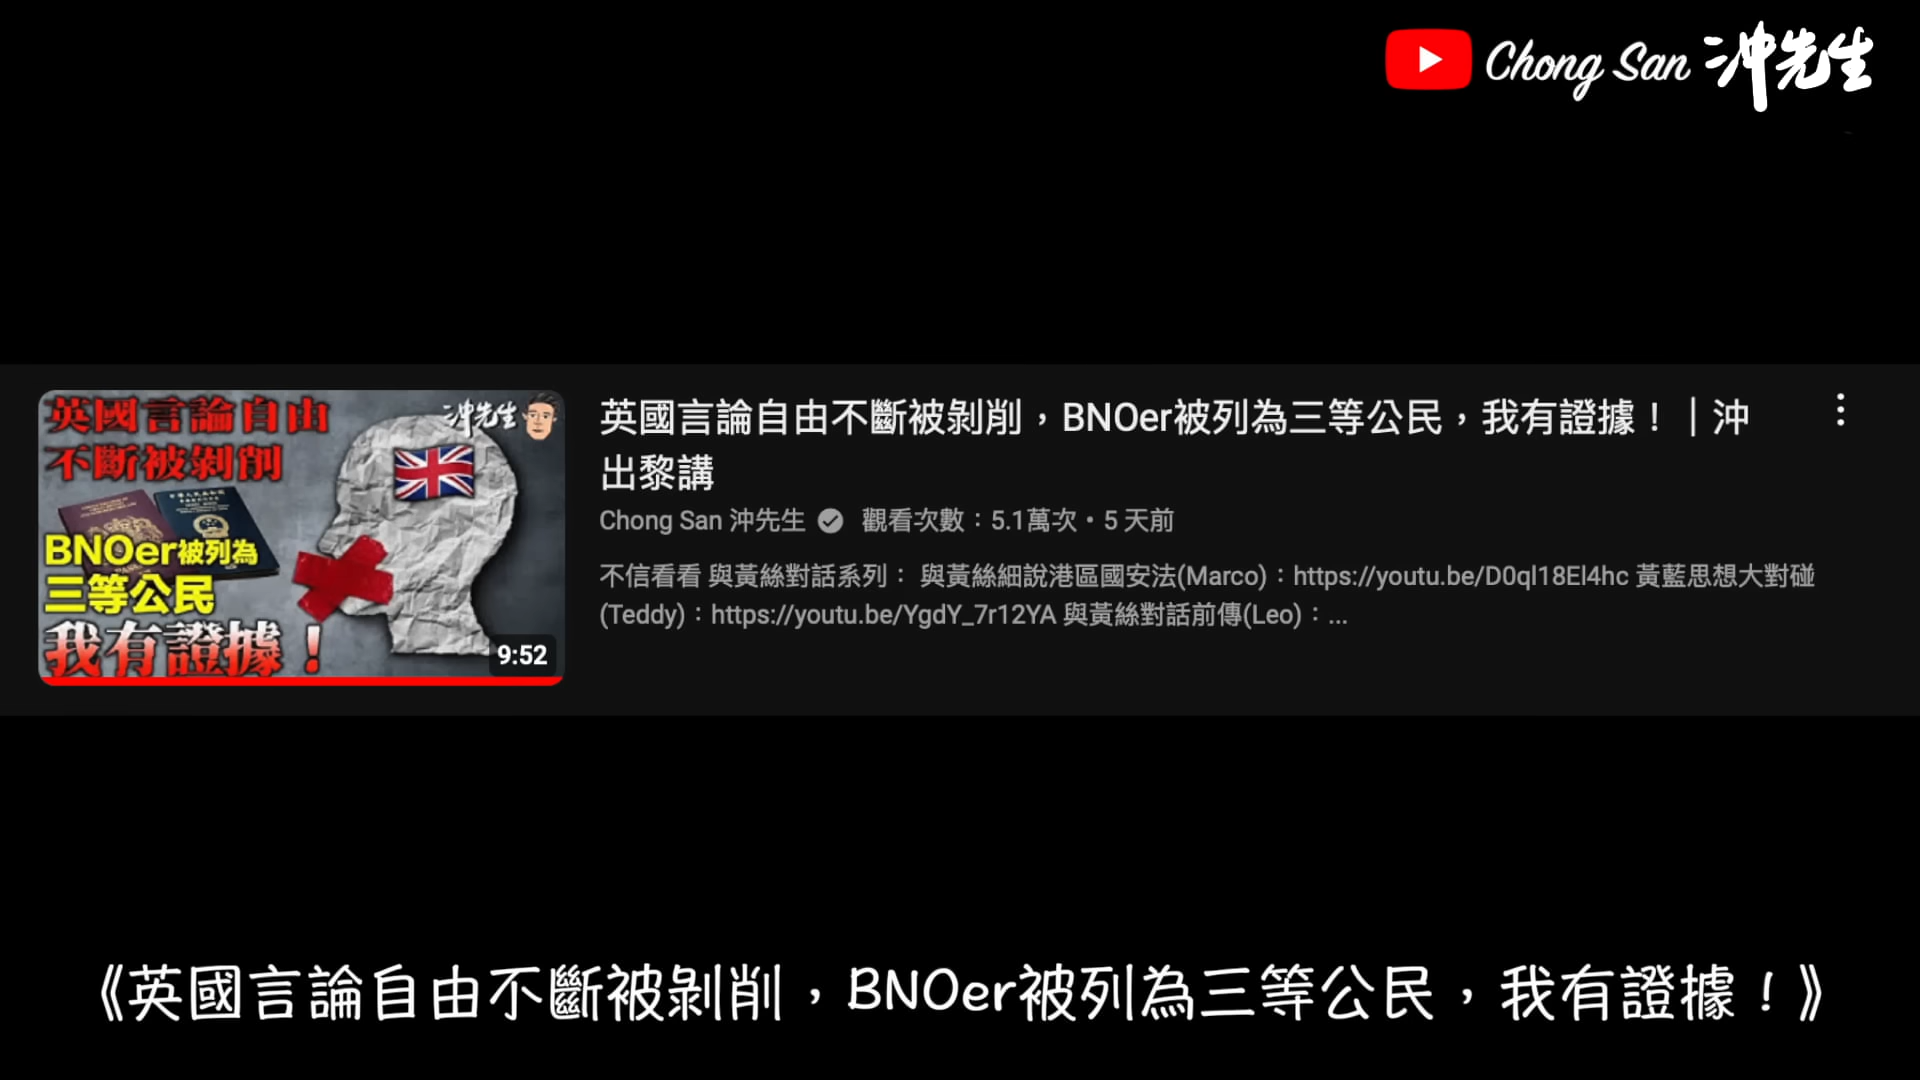 Chong San 沖先生
英國言論自由
不斷被剝削
沖先生
BNOer被列為
三等公民
我有證據！
9:52
英國言論自由不斷被剝削，BNOer被列為三等公民，我有證據！｜沖
出黎講
Chong San 沖先生 觀看次數：5.1萬次・5 天前
不信看看 與黃絲對話系列： 與黃絲細說港區國安法(Marco)：https://youtu.be/D0ql18El4hc 黃藍思想大對碰
(Teddy)：https://youtu.be/YgdY_7r12YA 與黃絲對話前傳(Leo)：...
《英國言論自由不斷被剝削，BNOer被列為三等公民，我有證據！》